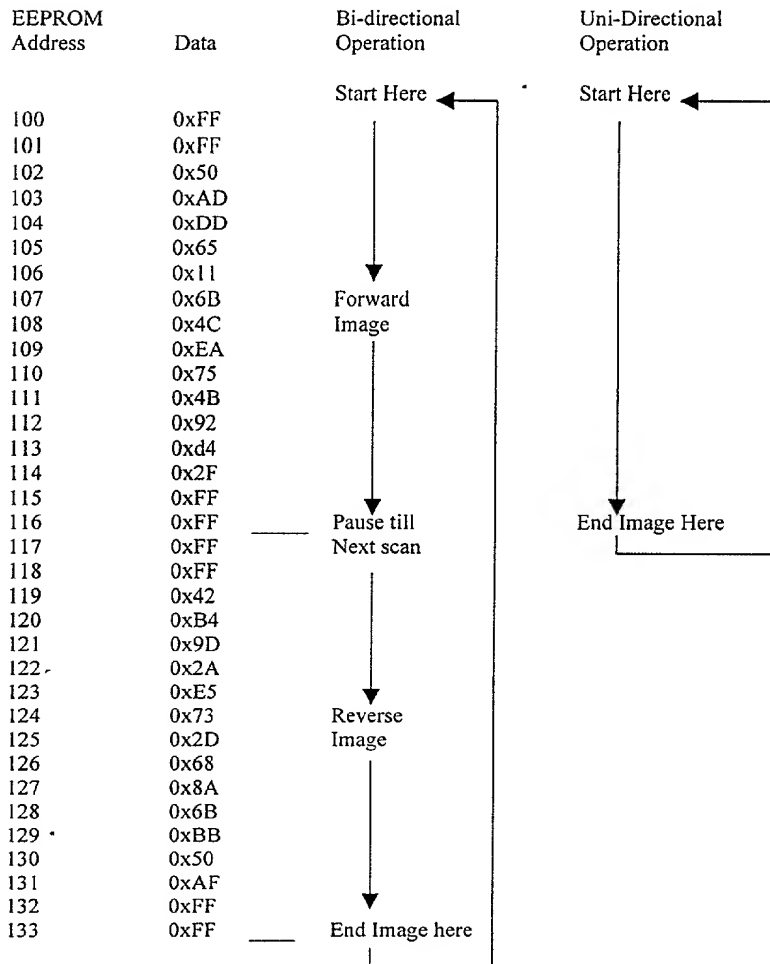 EEPROM Bi-directional Uni-Directional
Address Data Operation Operation
Start Here Start Here
100 0xFF
101 0xFF
102 0x50
103 0xAD
104 0xDD
105 0x65
106 0x11
107 0x6B Forward
108 0x4C Image
109 0xEA
110 0x75
111 0x4B
112 0x92
113 0xd4
114 0x2F
115 0xFF
116 0xFF Pause till End Image Here
117 0xFF Next scan
118 0xFF
119 0x42
120 0xB4
121 0x9D
122 0x2A
123 0xE5
124 0x73 Reverse
125 0x2D Image
126 0x68
127 0x8A
128 0x6B
129 0xBB
130 0x50
131 0xAF
132 0xFF
133 0xFF End Image here